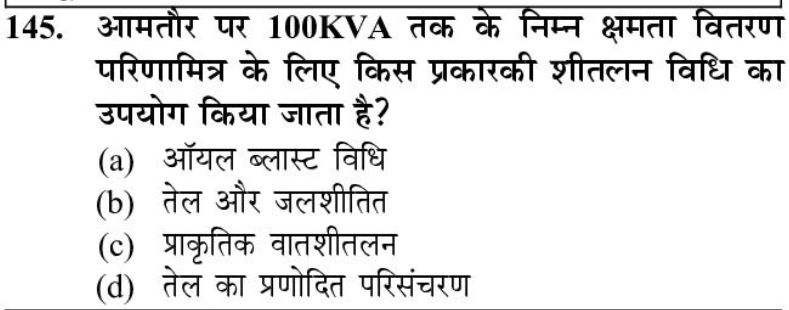 145. आमतौर पर 100KVA तक के निम्न क्षमता वितरण
परिणामित्र के लिए किस प्रकारकी शीतलन विधि का
उपयोग किया जाता है?
(a) ऑयल ब्लास्ट विधि
(b) तेल और जलशीतित
(c) प्राकृतिक वातशीतलन
(d) तेल का प्रणोदित परिसंचरण